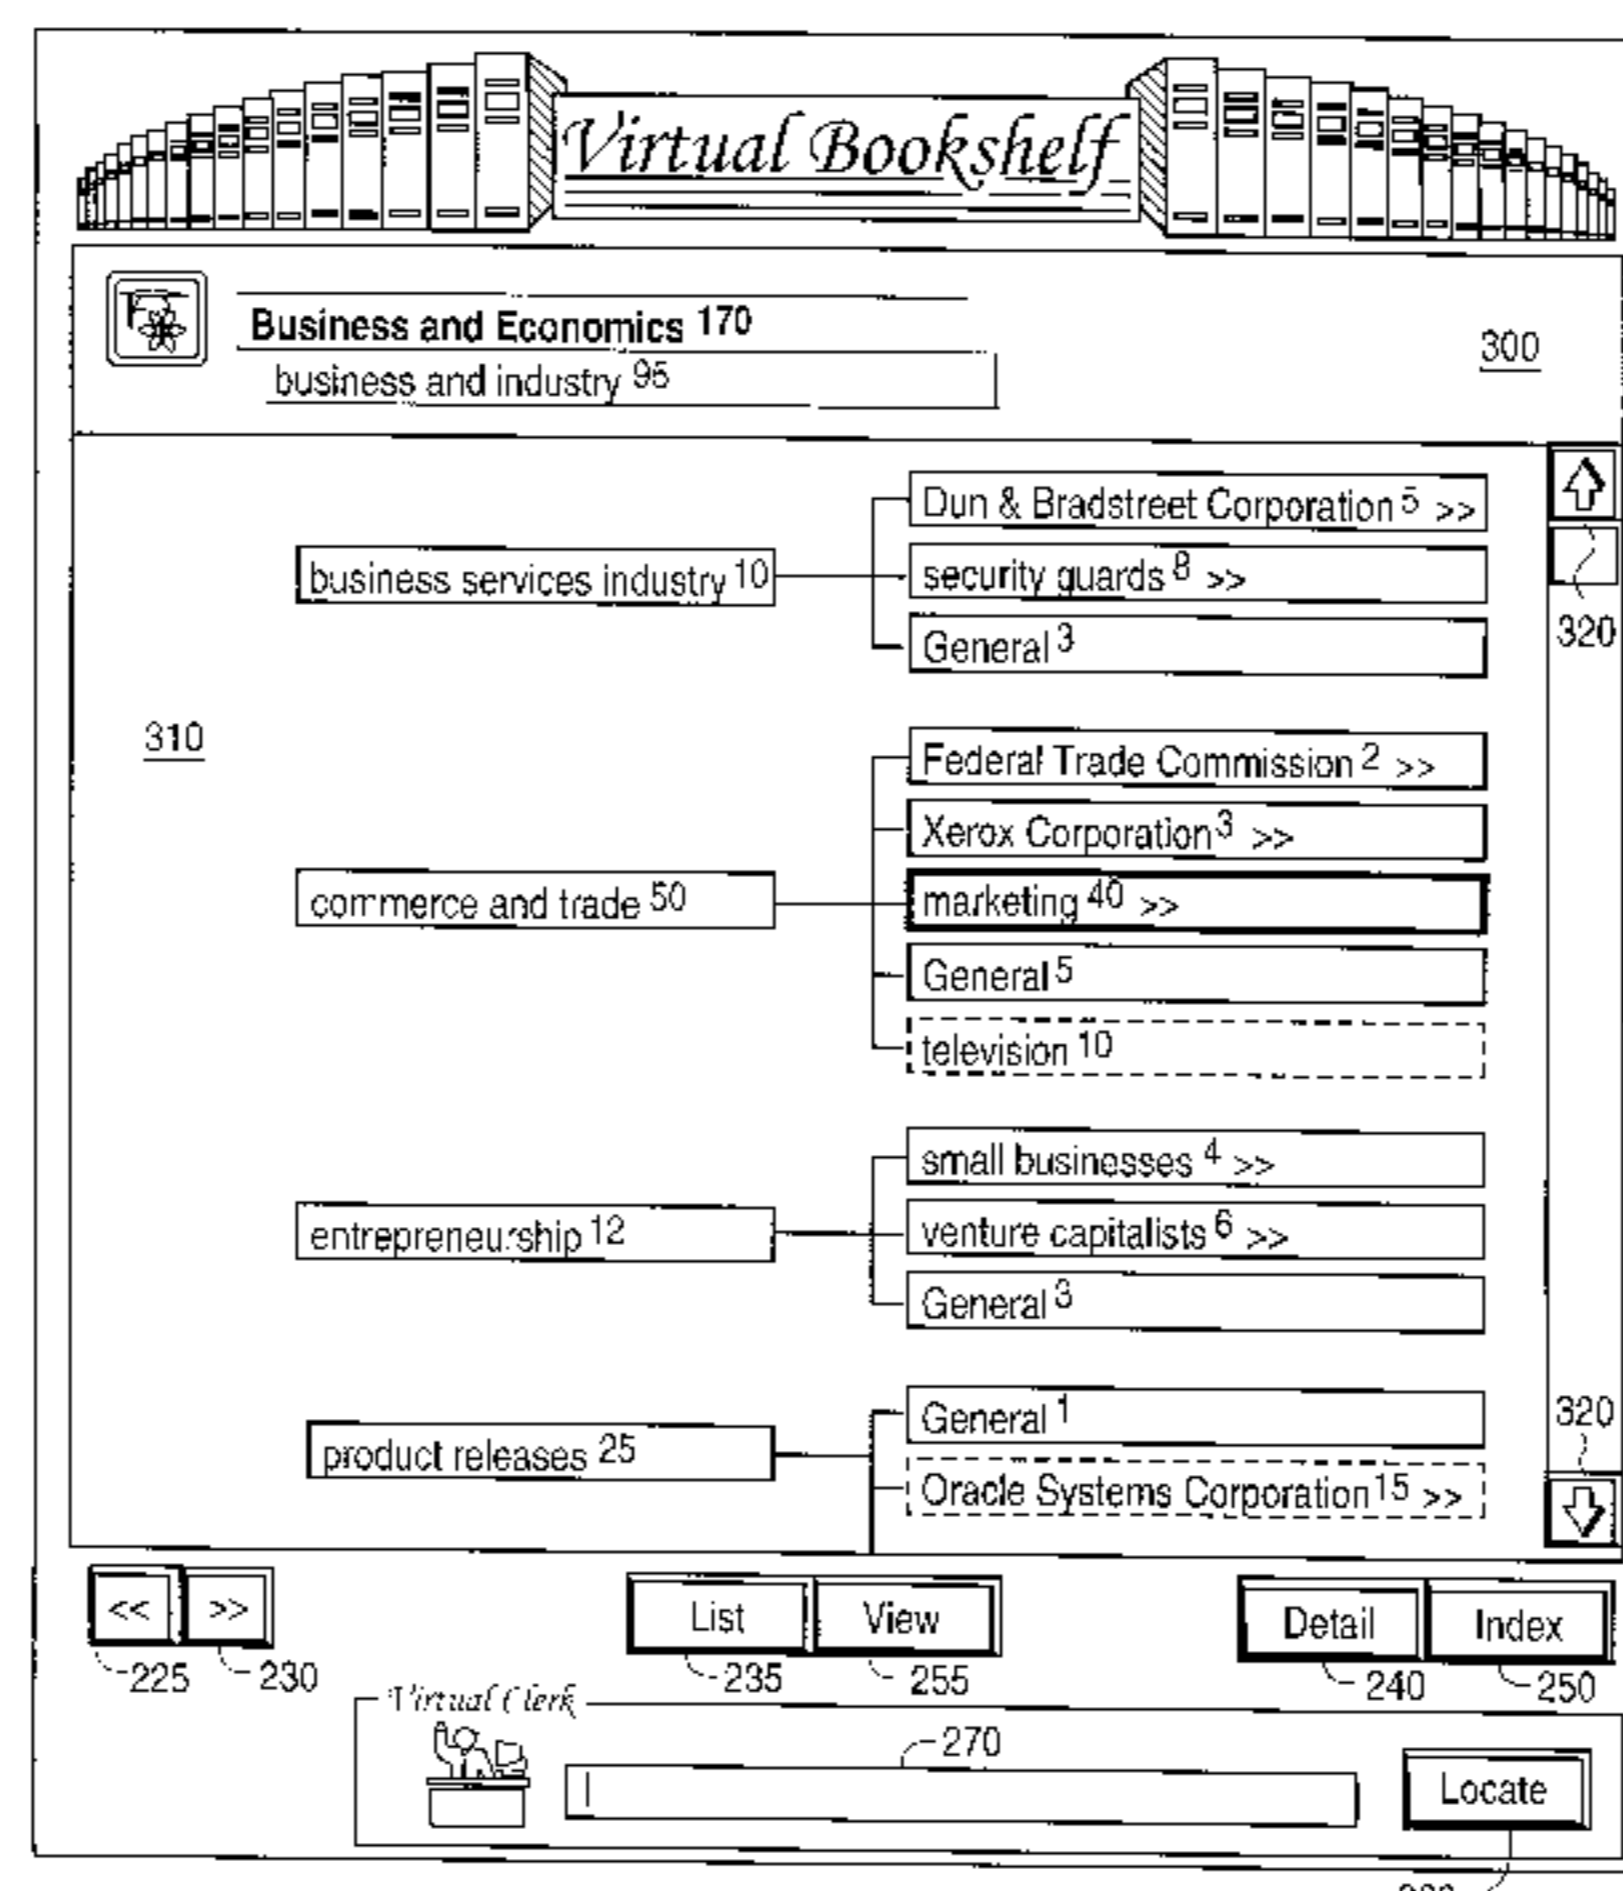 Virtual Bookshelf
Business and Economics 170
business and industry 95
300
Dun & Bradstreet Corporation 5 >>
business services industry 10
security guards 8 >>
320
General 3
310
Federal Trade Commission 2 >>
Xerox Corporation 3 >>
commerce and trade 50
marketing 40 >>
General 5
television 10
small businesses 4 >>
entrepreneurship 12
venture capitalists 6 >>
General 3
General 1
320
product releases 25
Oracle Systems Corporation 15 >>
<< >> List View Detail Index
225 230 235 255 240 250
Virtual Clerk
270
Locate